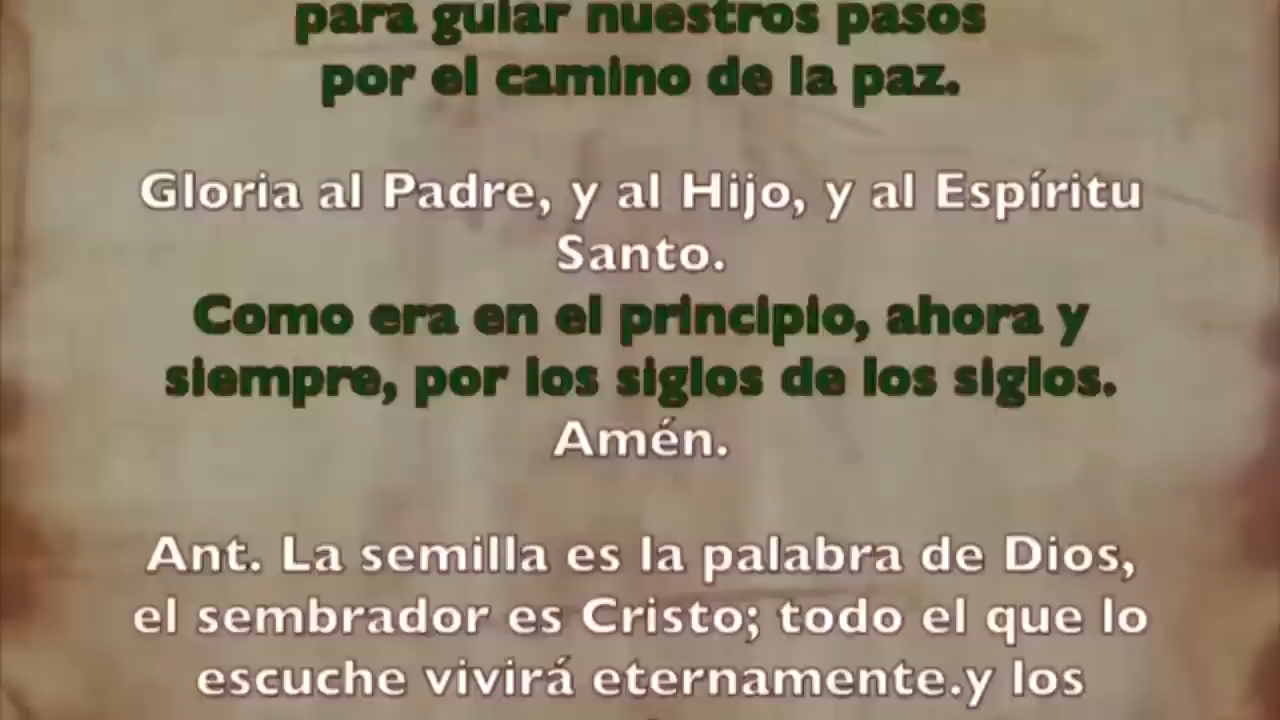 para guiar nuestros pasos
por el camino de la paz.
Gloria al Padre, y al Hijo, y al Espíritu
Santo.
Como era en el principio, ahora y
siempre, por los siglos de los siglos.
Amén.
Ant. La semilla es la palabra de Dios,
el sembrador es Cristo; todo el que lo
escuche vivirá eternamente.y los